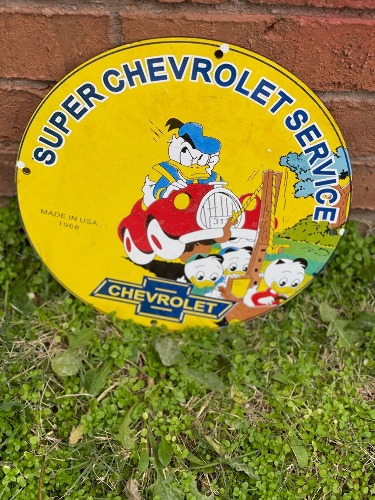 SUPER CHEVROLET SERVICE
MADE IN USA
1968
313
CHEVROLET